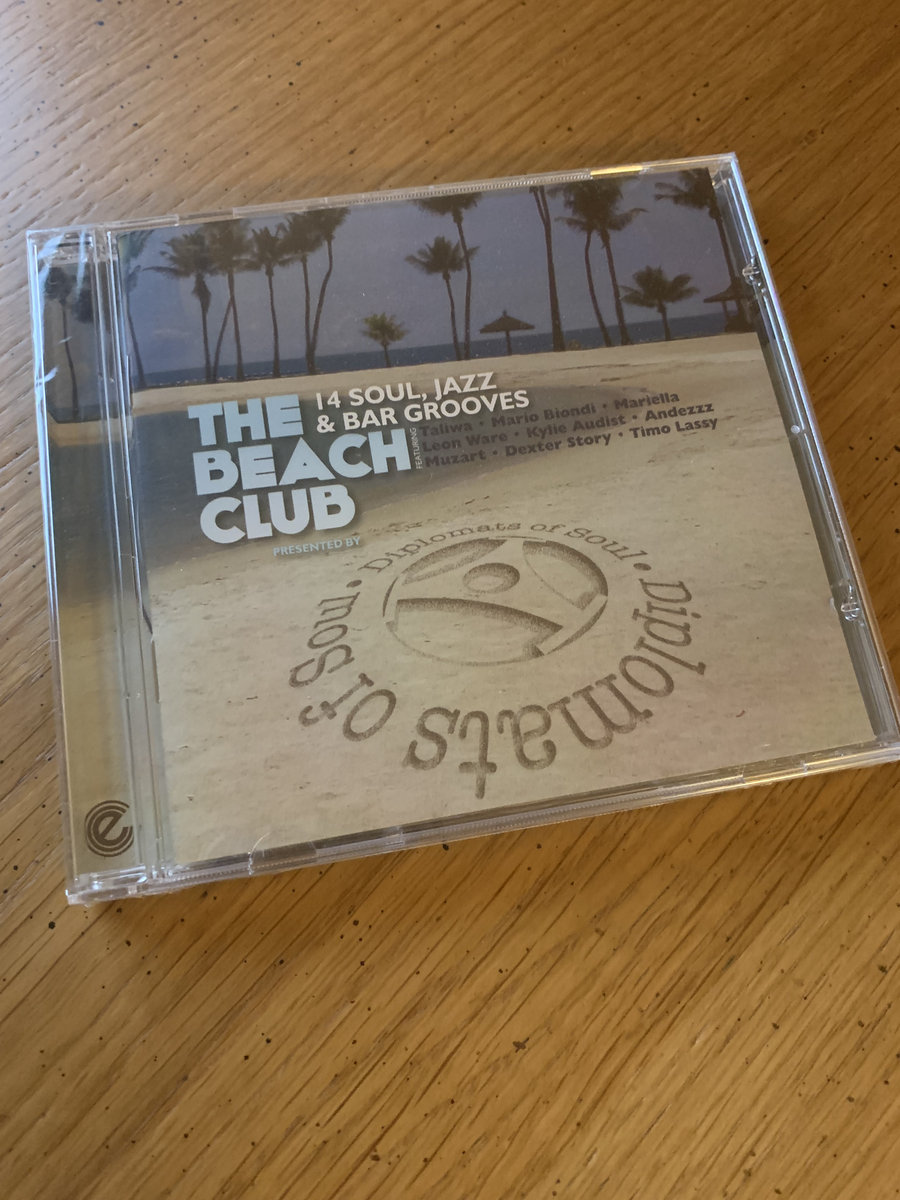 14 SOUL, JAZZ
& BAR GROOVES
THE
BEACH
CLUB
FEATURING
Taliwa • Mario Biondi • Mariella
Leon Ware • Kylie Audist • Andezzz
Muzart • Dexter Story • Timo Lassy
PRESENTED BY
Diplomats of Soul • Diplomats of Soul •
e